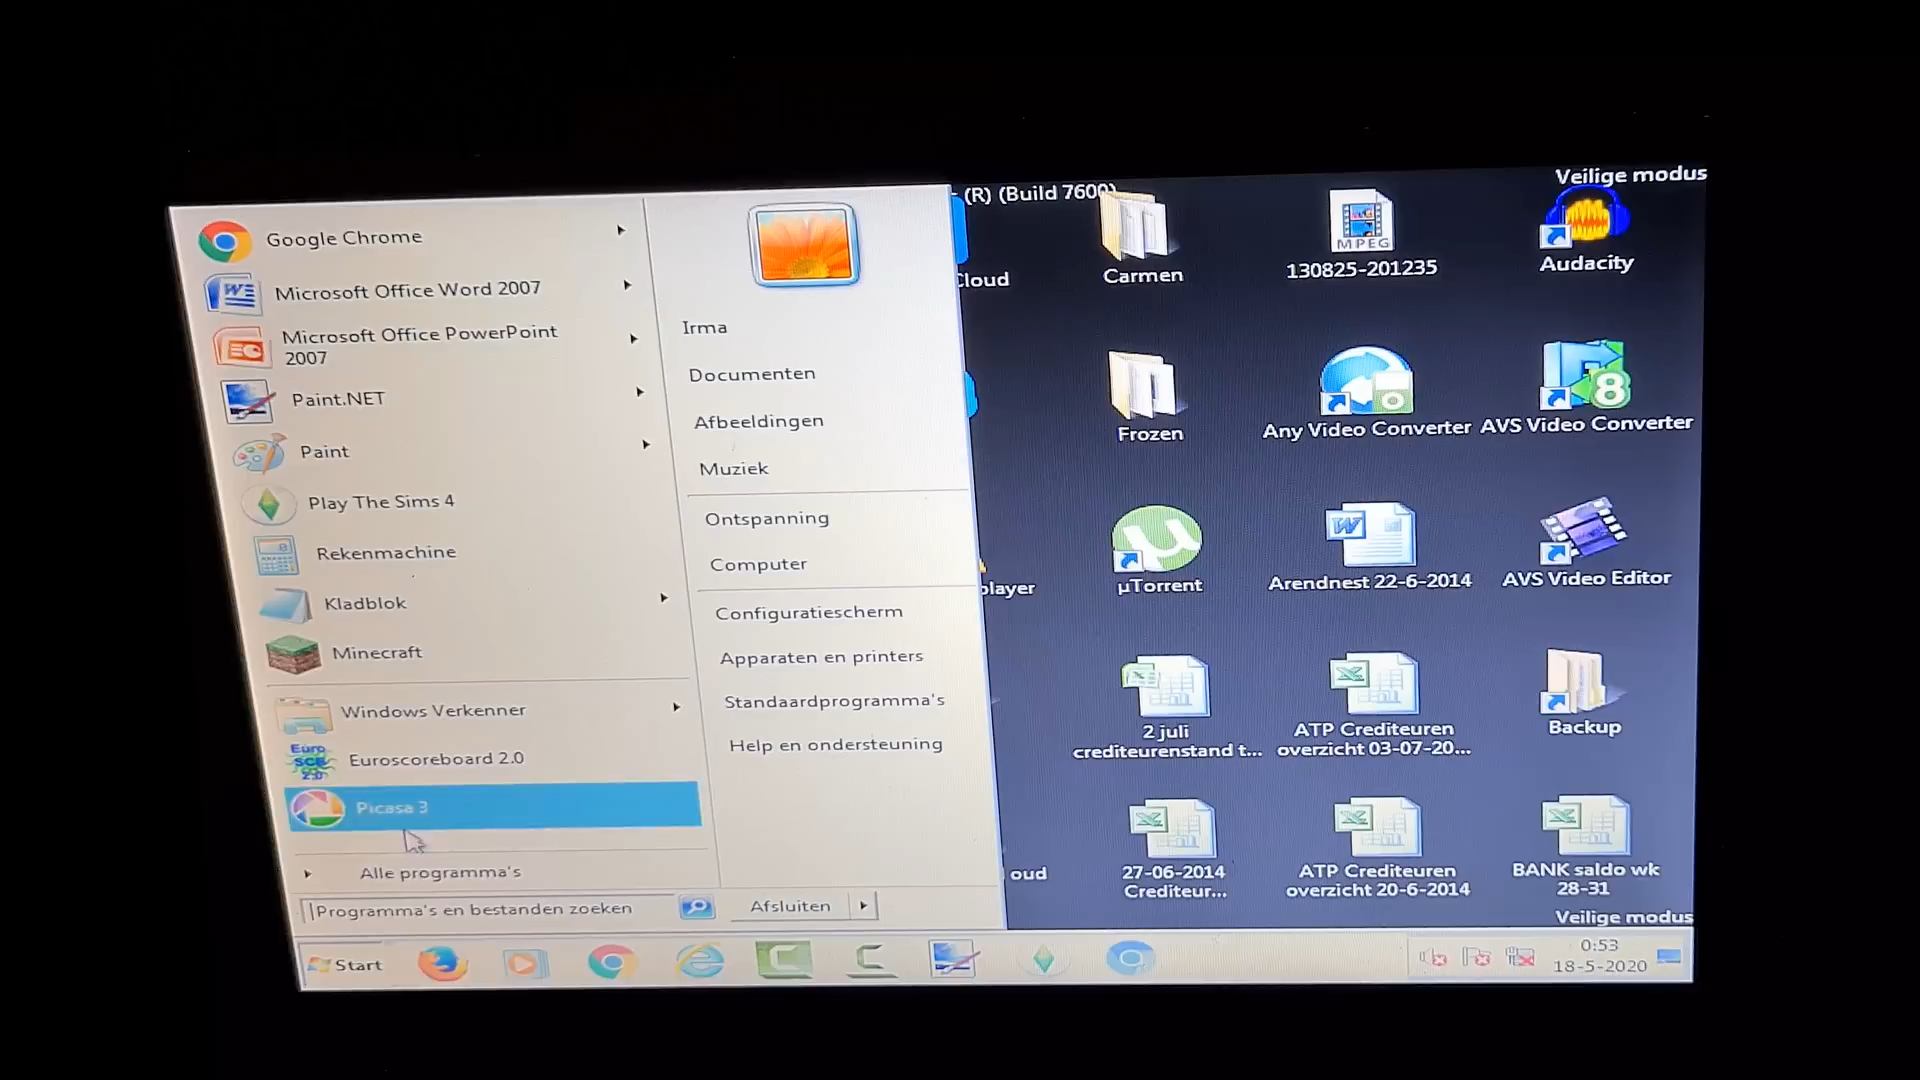 Google Chrome
Microsoft Office Word 2007
Microsoft Office PowerPoint
2007
Paint.NET
Paint
Play The Sims 4
Rekenmachine
Kladblok
Minecraft
Windows Verkenner
Euroscoreboard 2.0
Picasa 3
Alle programma's
Programma's en bestanden zoeken
Irma
Documenten
Afbeeldingen
Muziek
Ontspanning
Computer
Configuratiescherm
Apparaten en printers
Standaardprogramma's
Help en ondersteuning
Afsluiten
(R) (Build 7600)
Veilige modus
Cloud
Carmen
MPEG
130825-201235
Audacity
Frozen
Any Video Converter
8
AVS Video Converter
player
µTorrent
Arendnest 22-6-2014
AVS Video Editor
2 juli
crediteurenstand t...
ATP Crediteuren
overzicht 03-07-20...
Backup
oud
27-06-2014
Crediteur...
ATP Crediteuren
overzicht 20-6-2014
BANK saldo wk
28-31
Veilige modus
Start
0:53
18-5-2020